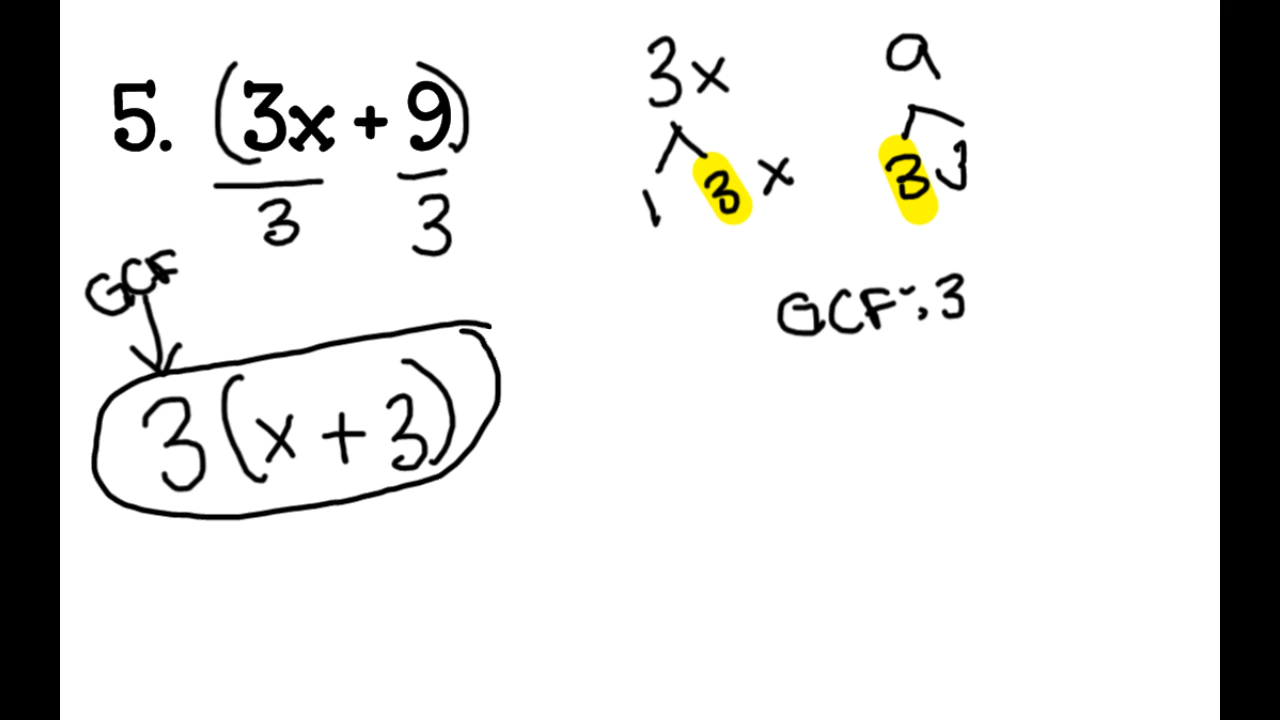 5. (3x + 9)
3 3
GCF
3(x + 3)
3x 9
1 3 x 3 3
GCF: 3